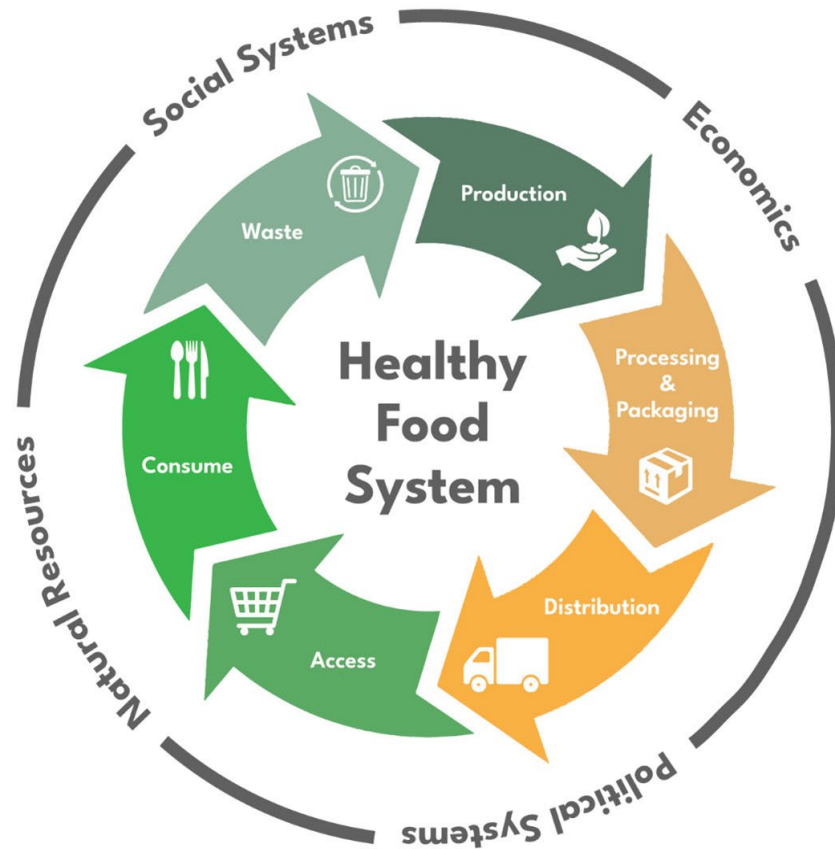 Social Systems
Economics
Waste
Production
Processing
&
Packaging
Healthy
Food
System
Consume
Distribution
Access
Natural Resources
Political Systems